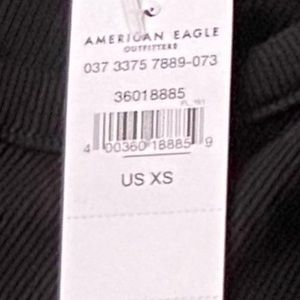 AMERICAN EAGLE
OUTFITTERS
037 3375 7889-073
36018885
4 00360 18885 9
US XS